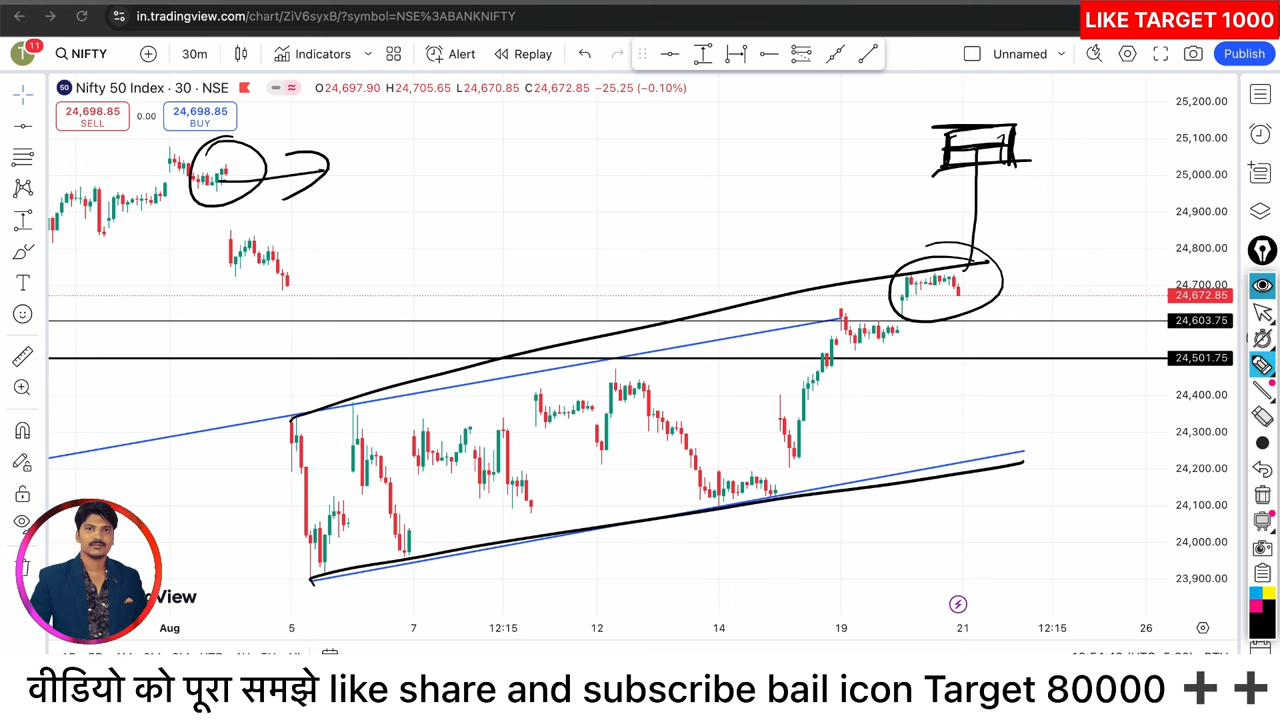 in.tradingview.com/chart/ZiV6syxB/?symbol=NSE%3ABANKNIFTY
LIKE TARGET 1000
11
NIFTY
30m
Indicators
Alert
Replay
Unnamed
Publish
50
Nifty 50 Index · 30 · NSE
O24,697.90 H24,705.65 L24,670.85 C24,672.85 −25.25 (−0.10%)
24,698.85
SELL
0.00
24,698.85
BUY
25,200.00
25,100.00
25,000.00
24,900.00
24,800.00
24,700.00
24,672.85
24,603.75
24,501.75
24,400.00
24,300.00
24,200.00
24,100.00
24,000.00
23,900.00
View
Aug
5
7
12:15
12
14
19
21
12:15
26
वीडियो को पूरा समझे like share and subscribe bail icon Target 80000 ➕ ➕